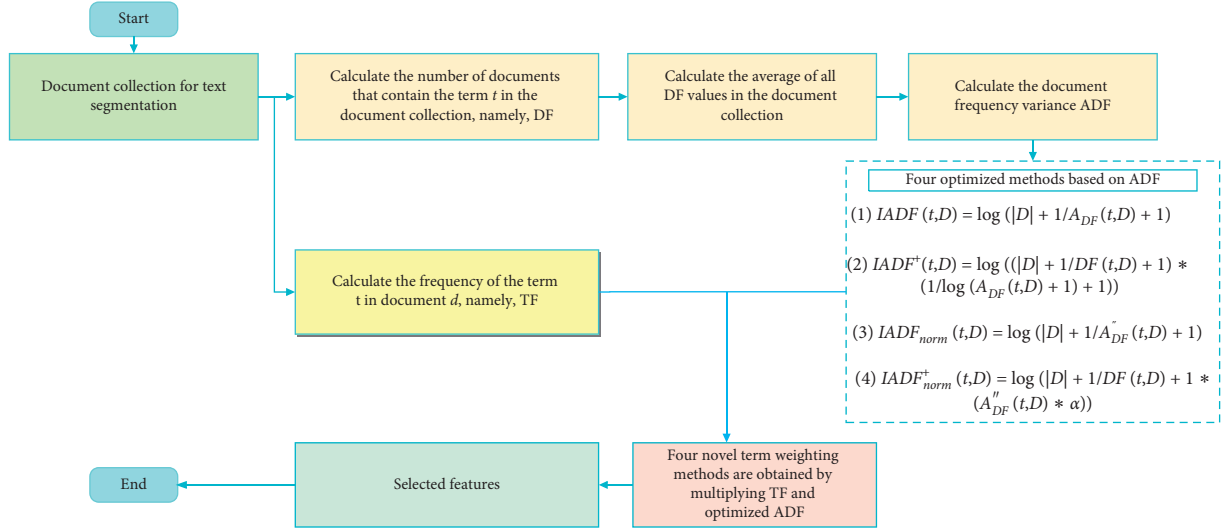 Start
Document collection for text
segmentation
Calculate the number of documents
that contain the term t in the
document collection, namely, DF
Calculate the average of all
DF values in the document
collection
Calculate the document
frequency variance ADF
Four optimized methods based on ADF
(1) IADF (t,D) = log (|D| + 1/A_DF (t,D) + 1)
(2) IADF⁺(t,D) = log ((|D| + 1/DF (t,D) + 1) *
(1/log (A_DF (t,D) + 1) + 1))
(3) IADF_norm (t,D) = log (|D| + 1/A″_DF (t,D) + 1)
(4) IADF⁺_norm (t,D) = log (|D| + 1/DF (t,D) + 1 *
(A″_DF (t,D) * α))
Calculate the frequency of the term
t in document d, namely, TF
Four novel term weighting
methods are obtained by
multiplying TF and
optimized ADF
Selected features
End